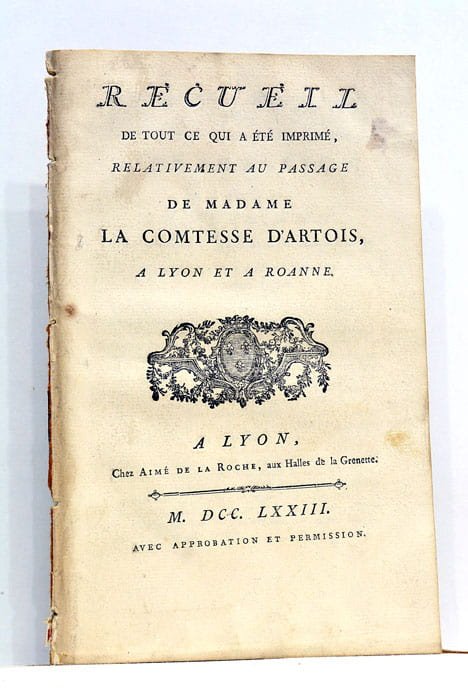 RECUEIL
DE TOUT CE QUI A ÉTÉ IMPRIMÉ,
RELATIVEMENT AU PASSAGE
DE MADAME
LA COMTESSE D'ARTOIS,
A LYON ET A ROANNE.
A LYON,
Chez AIMÉ DE LA ROCHE, aux Halles de la Grenette.
M. DCC. LXXIII.
AVEC APPROBATION ET PERMISSION.